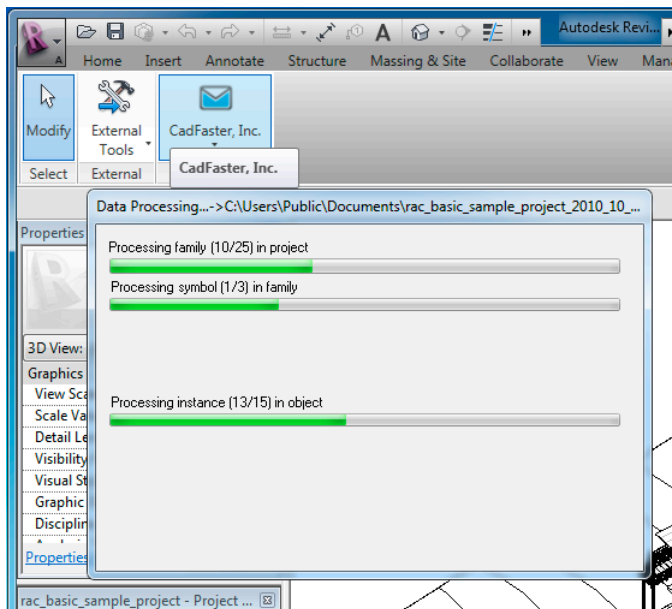 A
Autodesk Revi...
A
Home Insert Annotate Structure Massing & Site Collaborate View Man
Modify
External Tools
CadFaster, Inc.
Select External
CadFaster, Inc.
Data Processing...->C:\Users\Public\Documents\rac_basic_sample_project_2010_10_...
Properties
Processing family (10/25) in project
Processing symbol (1/3) in family
3D View:
Graphics
View Sca
Processing instance (13/15) in object
Scale Va
Detail Le
Visibility
Visual St
Graphic
Disciplin
Properties
rac_basic_sample_project - Project ...